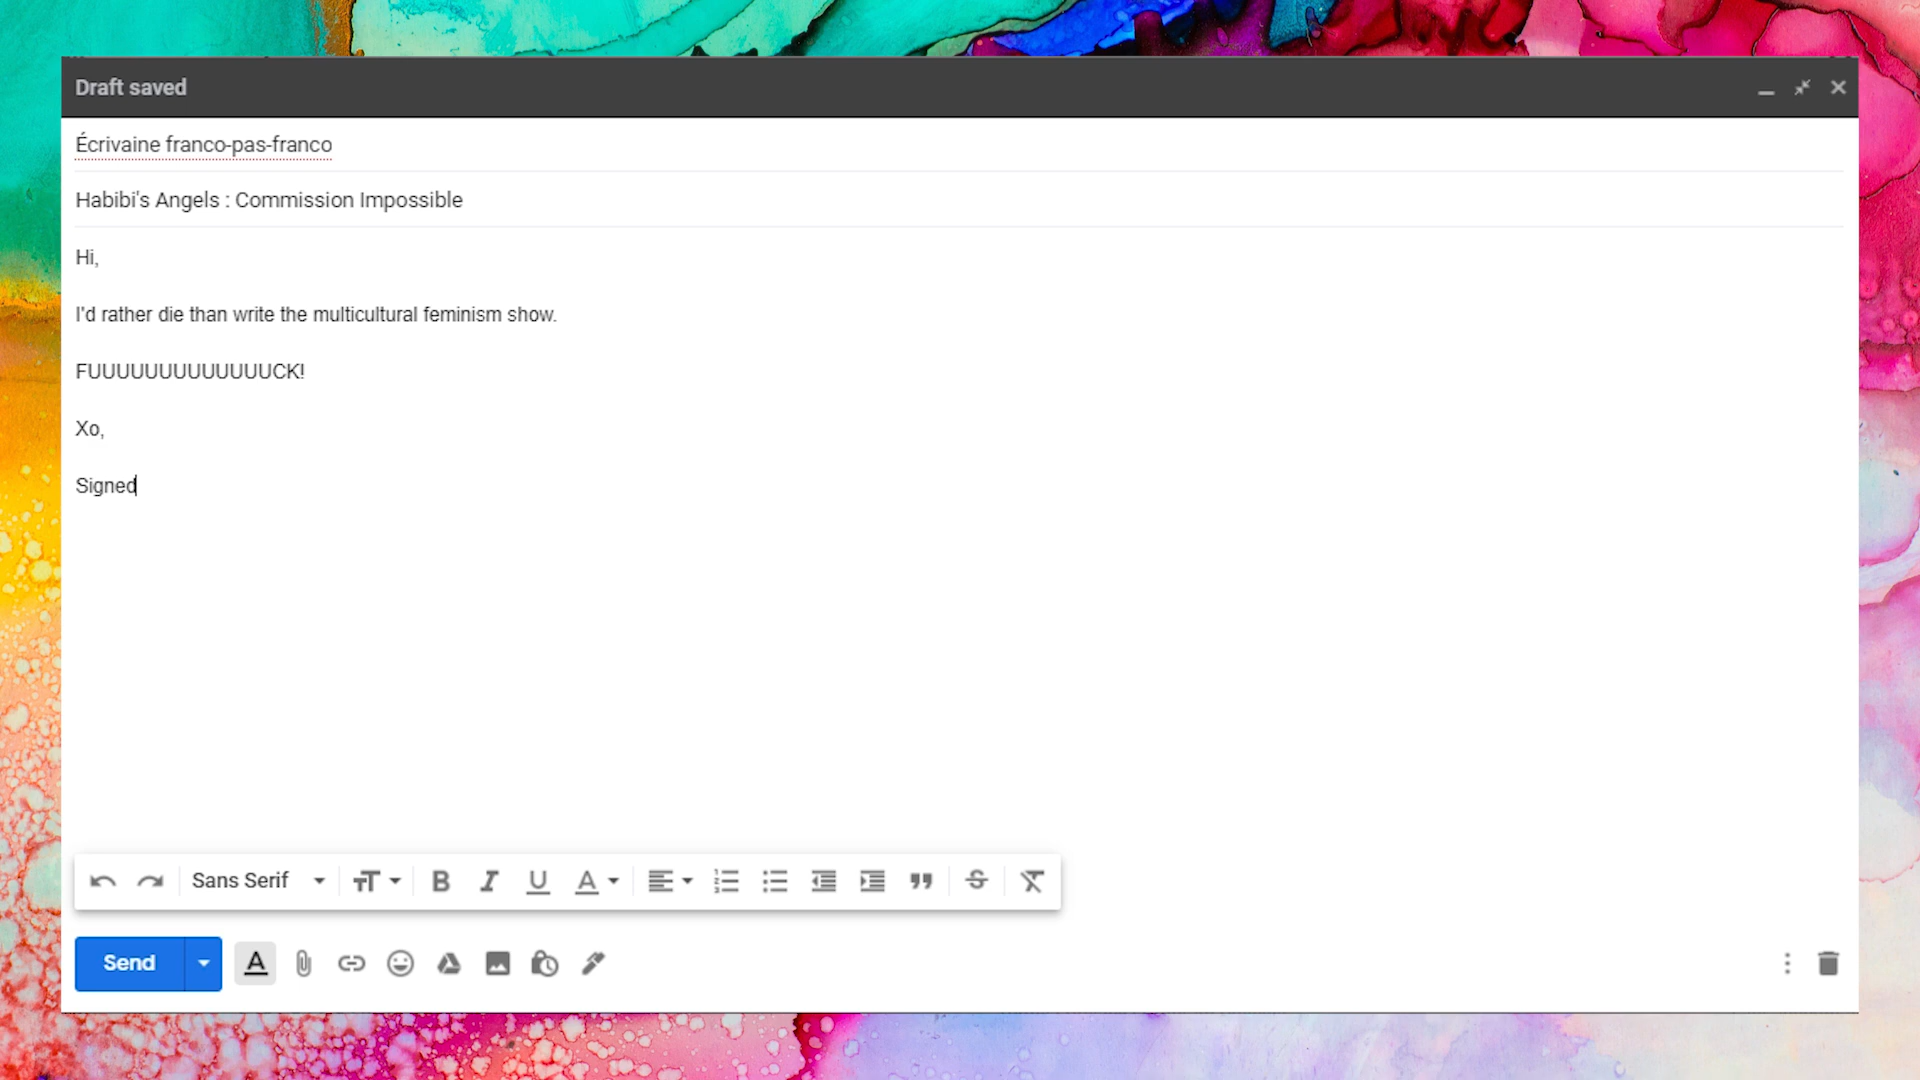 Draft saved
Écrivaine franco-pas-franco
Habibi's Angels : Commission Impossible
Hi,
I'd rather die than write the multicultural feminism show.
FUUUUUUUUUUUUUCK!
Xo,
Signed
Sans Serif
Send